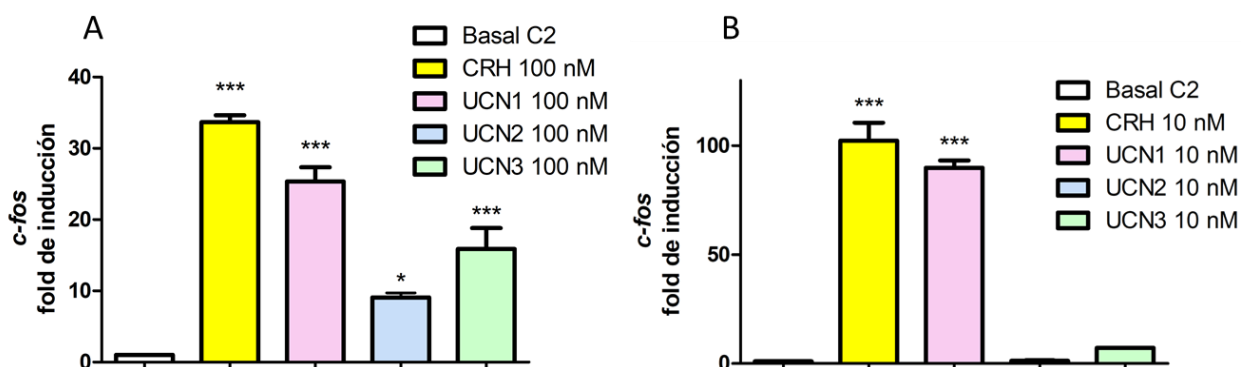 A
Basal C2
CRH 100 nM
UCN1 100 nM
UCN2 100 nM
UCN3 100 nM
c-fos
fold de inducción
40
30
20
10
0
***
***
*
***
B
Basal C2
CRH 10 nM
UCN1 10 nM
UCN2 10 nM
UCN3 10 nM
c-fos
fold de inducción
100
50
0
***
***